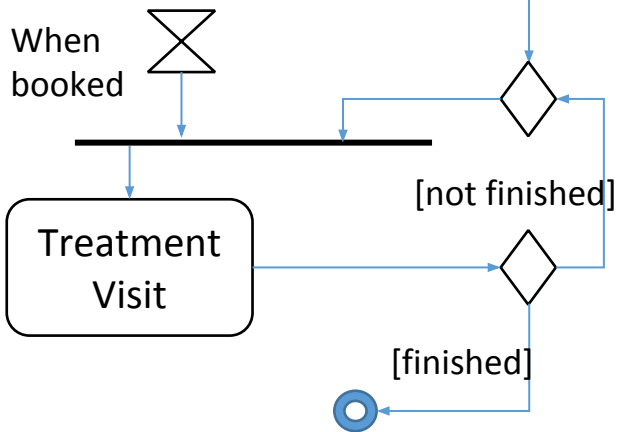 When
booked
[not finished]
Treatment
Visit
[finished]